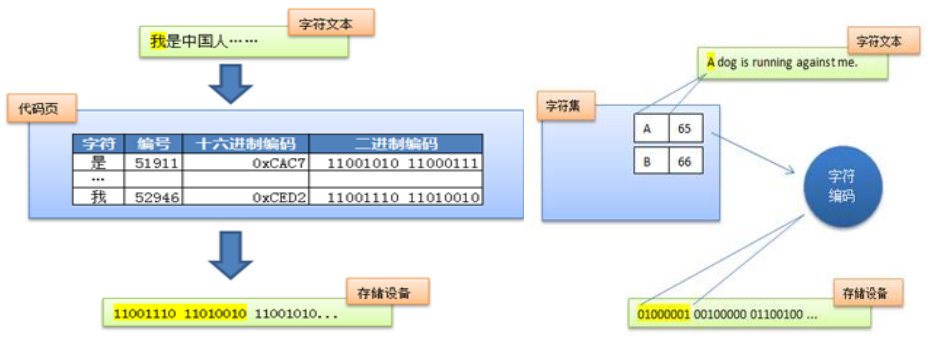 字符文本
我是中国人……
代码页
字符 编号 十六进制编码 二进制编码
是 51911 0xCAC7 11001010 11000111
...
我 52946 0xCED2 11001110 11010010
存储设备
11001110 11010010 11001010...
字符文本
A dog is running against me.
字符集
A 65
B 66
字符
编码
存储设备
01000001 00100000 01100100 ...